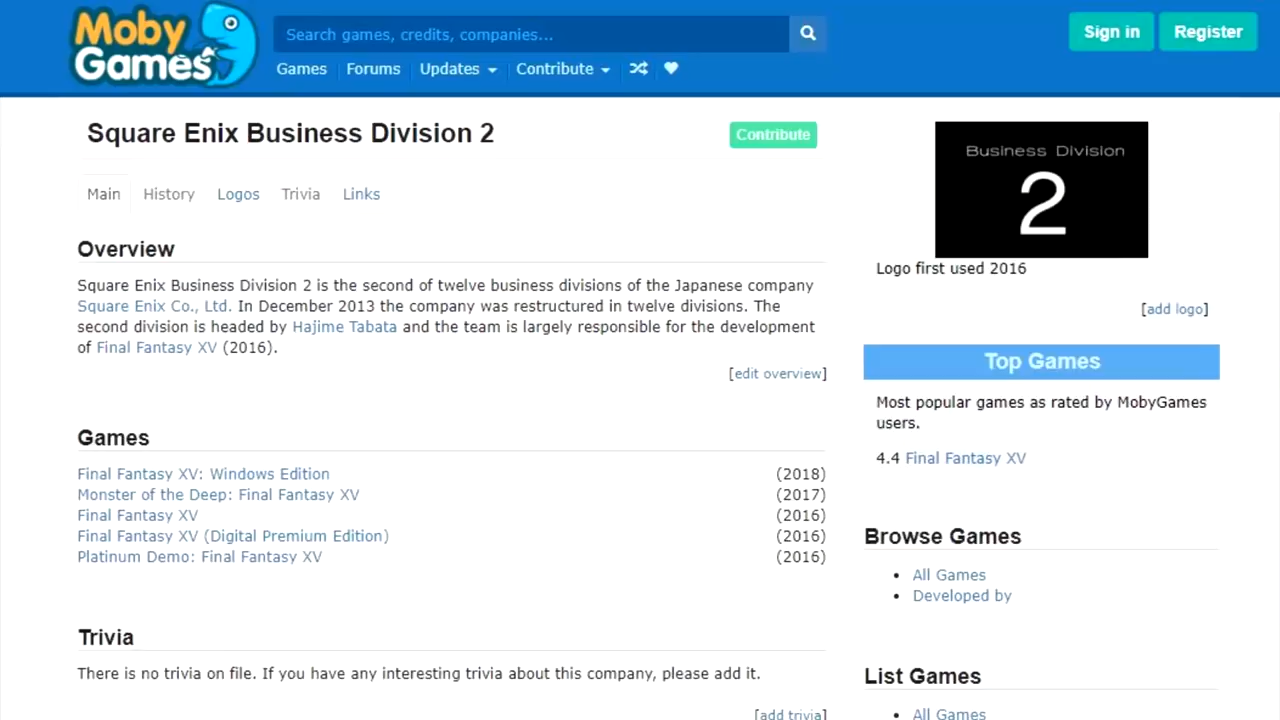 Moby
Games
Search games, credits, companies...
Sign in
Register
Games
Forums
Updates
Contribute
Square Enix Business Division 2
Contribute
Main
History
Logos
Trivia
Links
Overview
Square Enix Business Division 2 is the second of twelve business divisions of the Japanese company
Square Enix Co., Ltd. In December 2013 the company was restructured in twelve divisions. The
second division is headed by Hajime Tabata and the team is largely responsible for the development
of Final Fantasy XV (2016).
[edit overview]
Games
Final Fantasy XV: Windows Edition (2018)
Monster of the Deep: Final Fantasy XV (2017)
Final Fantasy XV (2016)
Final Fantasy XV (Digital Premium Edition) (2016)
Platinum Demo: Final Fantasy XV (2016)
Trivia
There is no trivia on file. If you have any interesting trivia about this company, please add it.
[add trivia]
Business Division
2
Logo first used 2016
[add logo]
Top Games
Most popular games as rated by MobyGames
users.
4.4 Final Fantasy XV
Browse Games
• All Games
• Developed by
List Games
• All Games